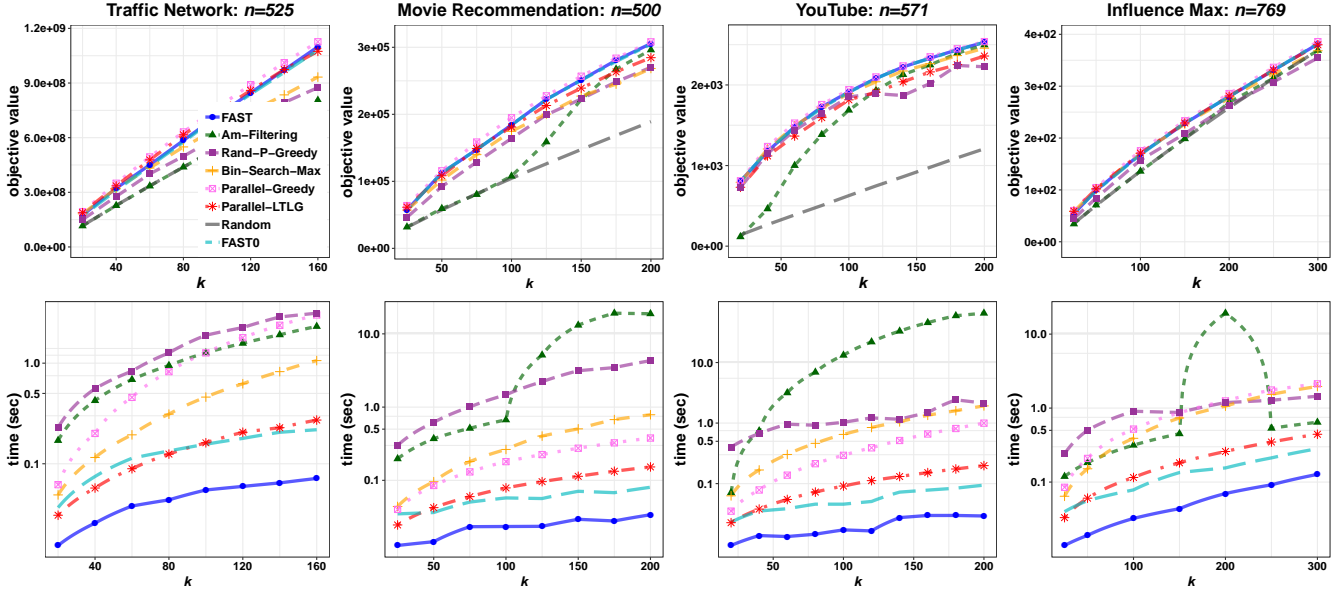 Traffic Network: n=525
1.2e+09
9.0e+08
6.0e+08
3.0e+08
0.0e+00
objective value
40
80
120
160
k
FAST
Am-Filtering
Rand-P-Greedy
Bin-Search-Max
Parallel-Greedy
Parallel-LTLG
Random
FAST0
Movie Recommendation: n=500
3e+05
2e+05
1e+05
0e+00
objective value
50
100
150
200
k
YouTube: n=571
2e+03
1e+03
0e+00
objective value
50
100
150
200
k
Influence Max: n=769
4e+02
3e+02
2e+02
1e+02
0e+00
objective value
100
200
300
k
1.0
0.5
0.1
time (sec)
40
80
120
160
k
10.0
1.0
0.5
0.1
time (sec)
50
100
150
200
k
10.0
1.0
0.5
0.1
time (sec)
50
100
150
200
k
10.0
1.0
0.5
0.1
time (sec)
100
200
300
k